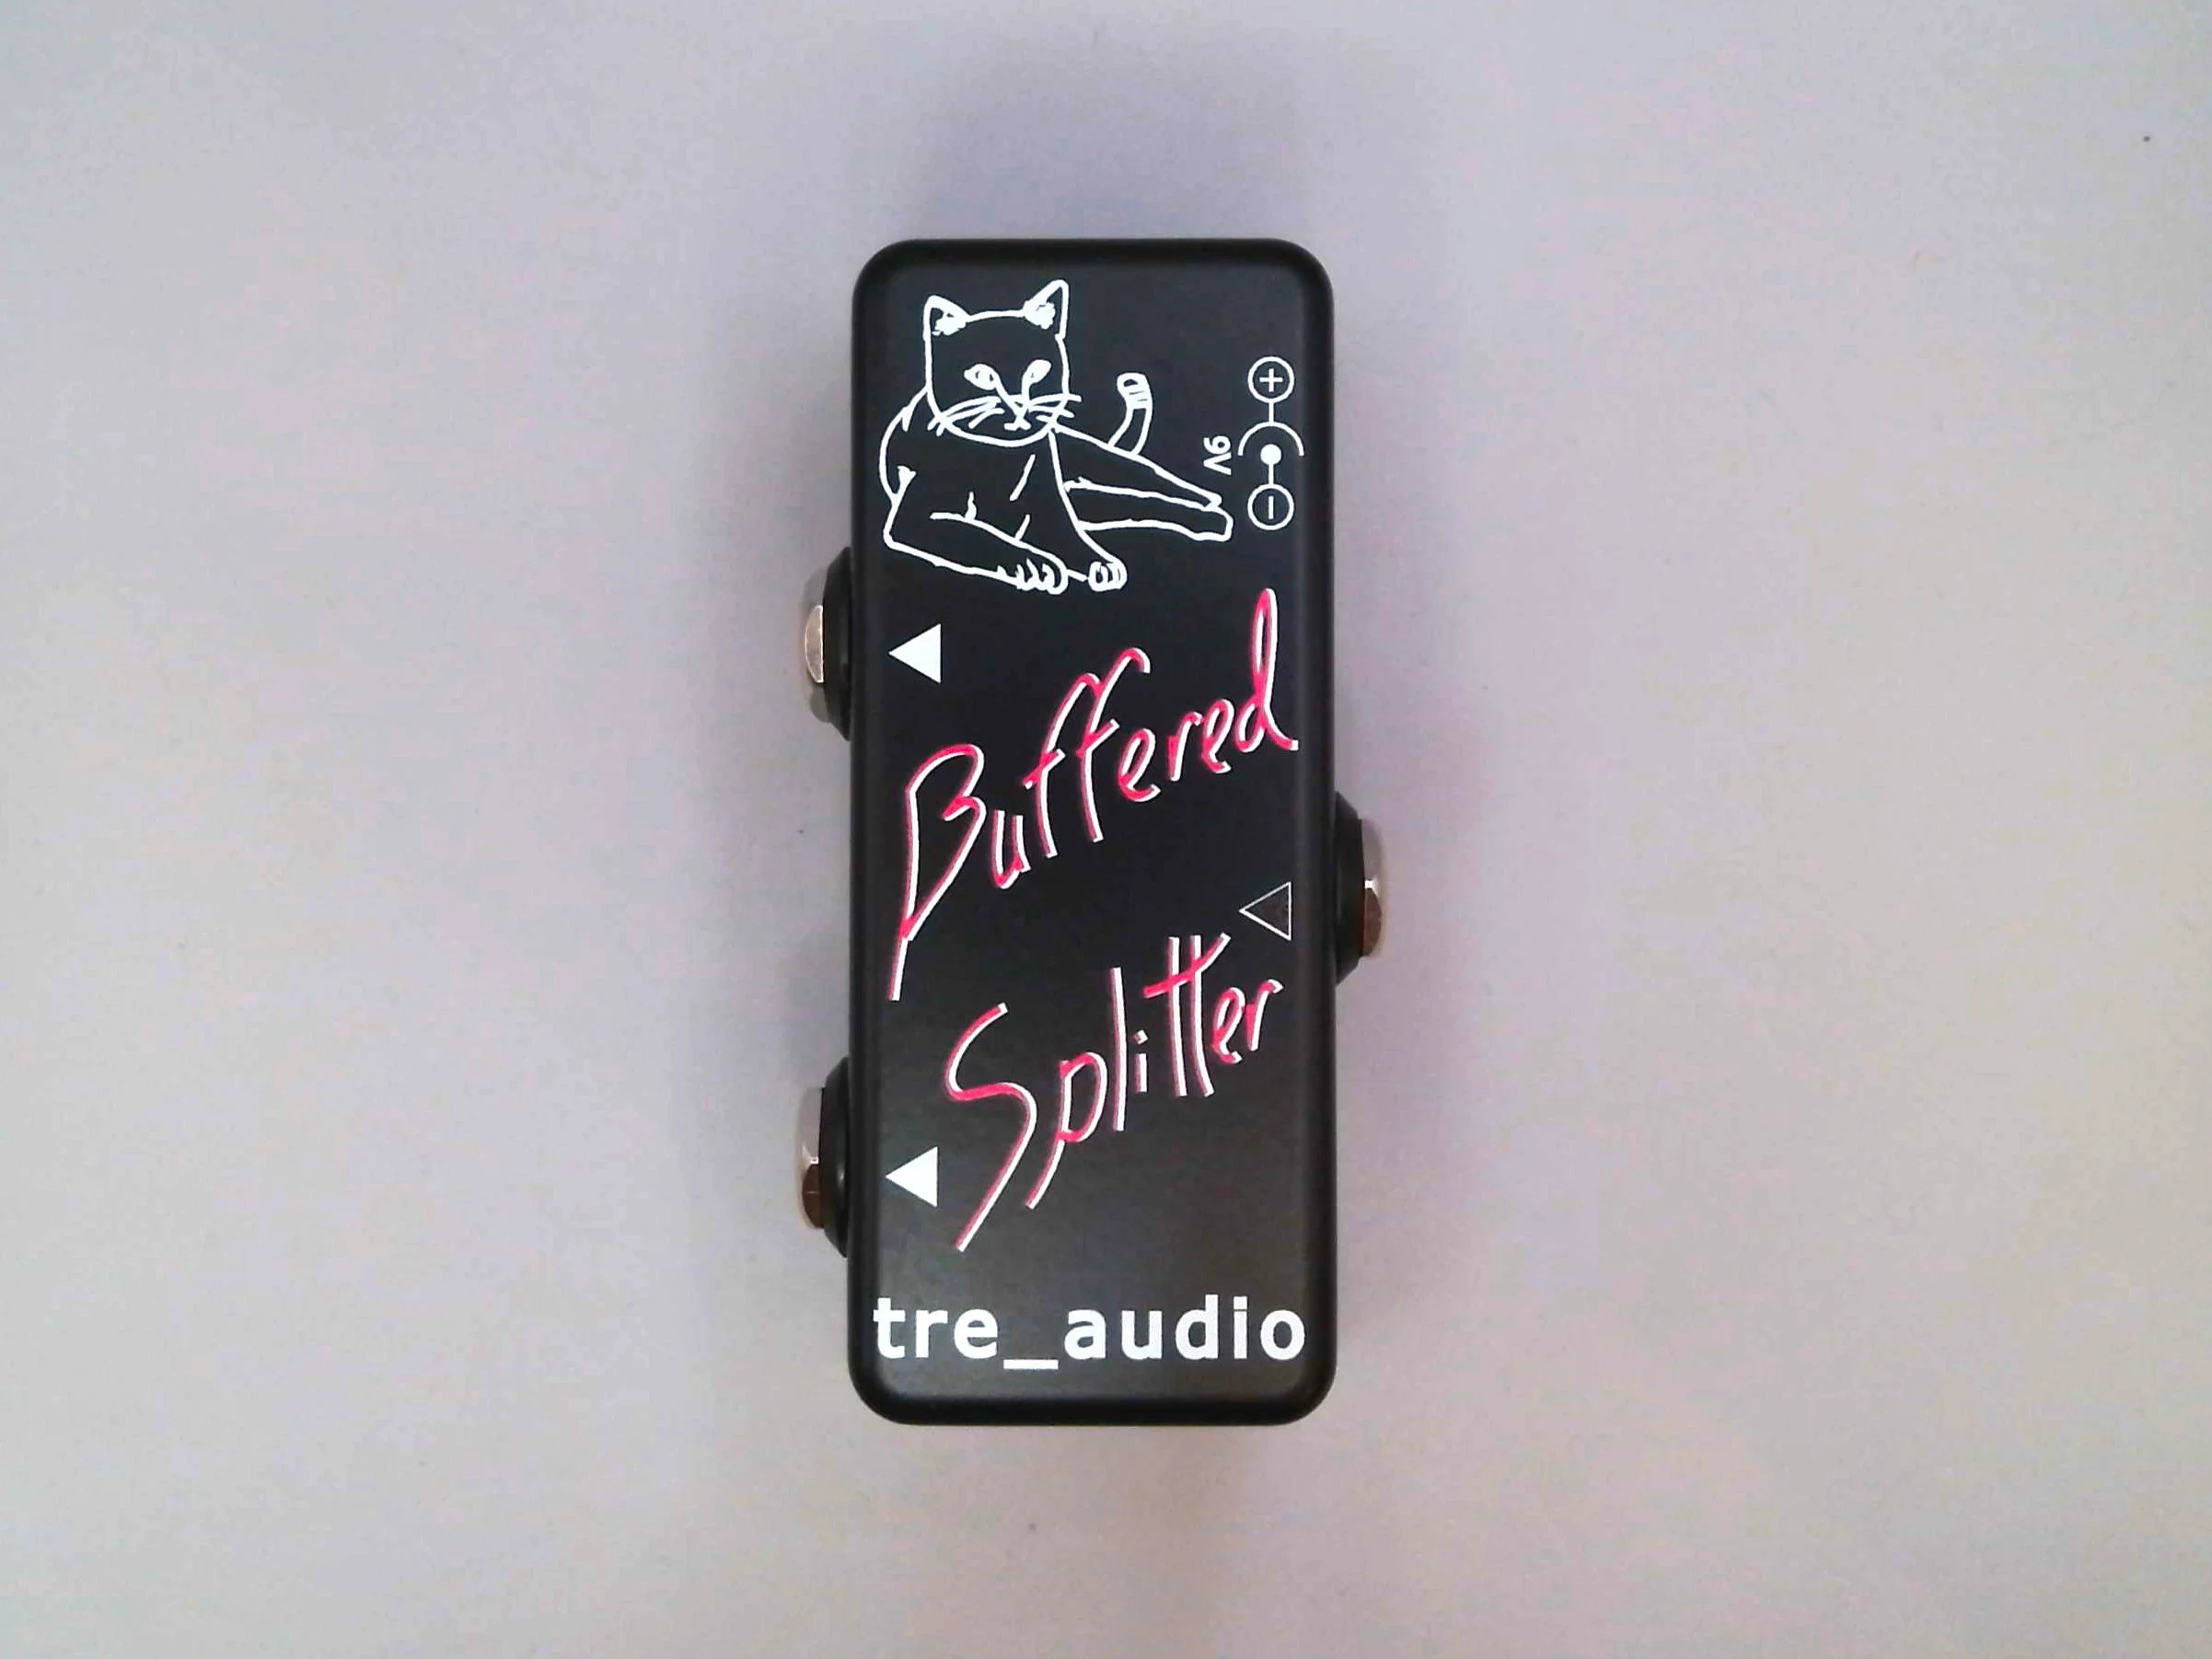 9V
Buffered
Splitter
tre_audio